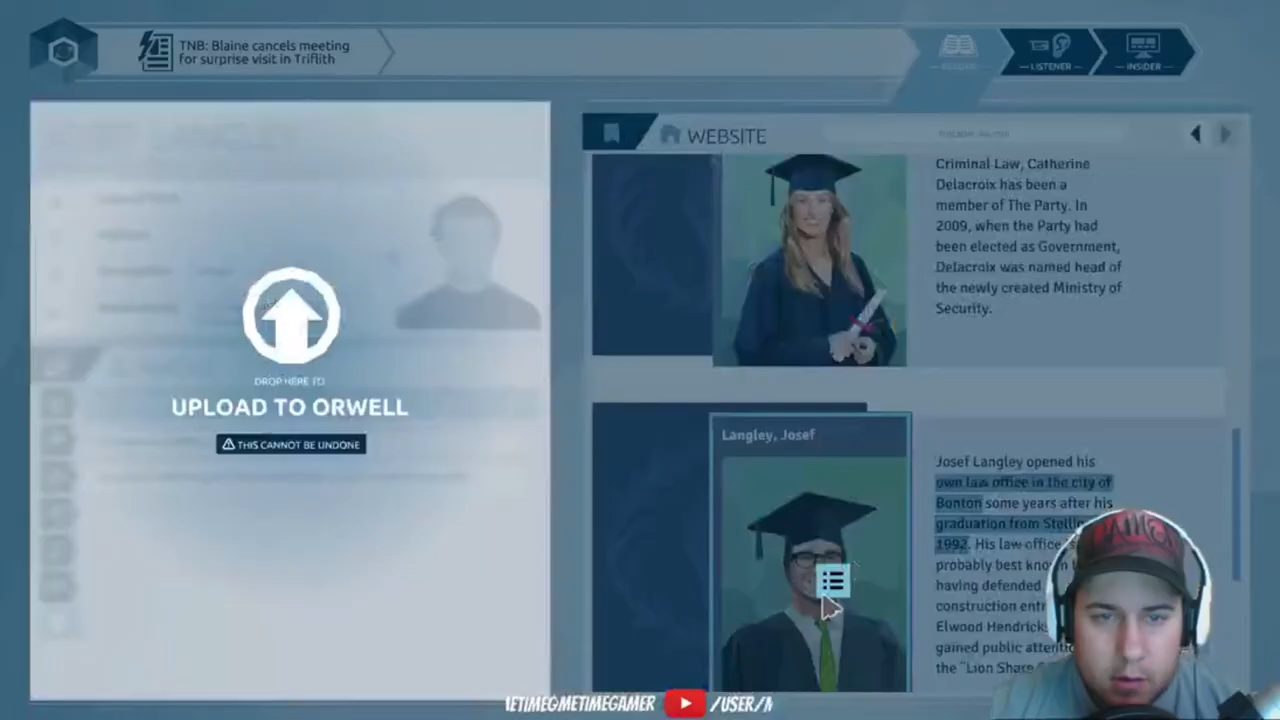 TNB: Blaine cancels meeting
for surprise visit in Triflith
READER
LISTENER
INSIDER
WEBSITE
Criminal Law, Catherine
Delacroix has been a
member of The Party. In
2009, when the Party had
been elected as Government,
Delacroix was named head of
the newly created Ministry of
Security.
DROP HERE TO
UPLOAD TO ORWELL
THIS CANNOT BE UNDONE
Langley, Josef
Josef Langley opened his
own law office in the city of
Bonton some years after his
graduation from
1992. His law office
probably best
having defended
construction
Elwood
gained public
the "Lion Share
GAMER
/USER/